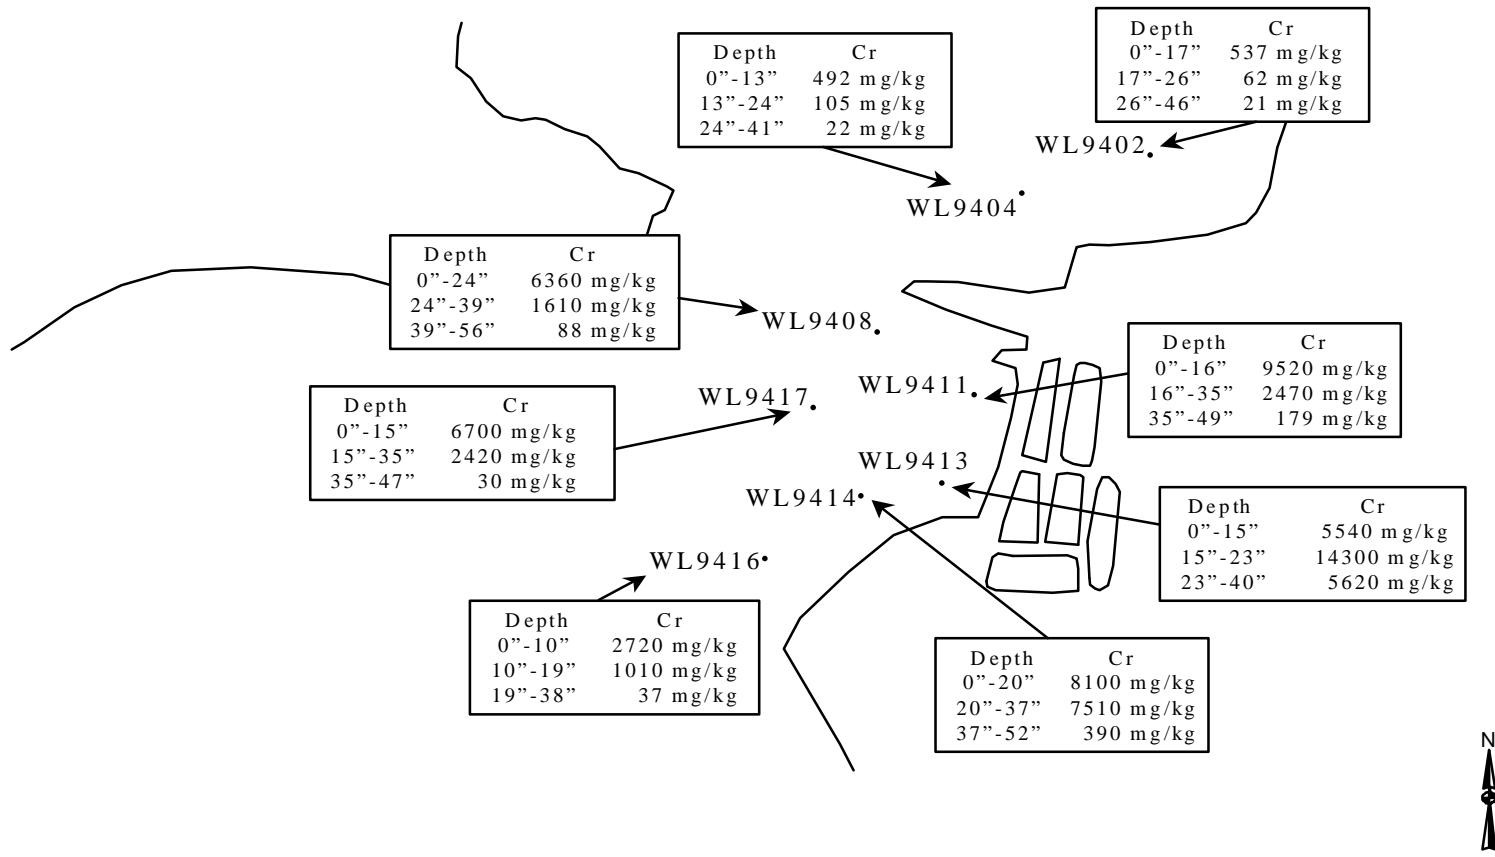 Depth Cr
0”-17” 537 mg/kg
17”-26” 62 mg/kg
26”-46” 21 mg/kg
Depth Cr
0”-13” 492 mg/kg
13”-24” 105 mg/kg
24”-41” 22 mg/kg
WL9402
WL9404
Depth Cr
0”-24” 6360 mg/kg
24”-39” 1610 mg/kg
39”-56” 88 mg/kg
WL9408
Depth Cr
0”-16” 9520 mg/kg
16”-35” 2470 mg/kg
35”-49” 179 mg/kg
WL9411
WL9417
Depth Cr
0”-15” 6700 mg/kg
15”-35” 2420 mg/kg
35”-47” 30 mg/kg
WL9413
WL9414
Depth Cr
0”-15” 5540 mg/kg
15”-23” 14300 mg/kg
23”-40” 5620 mg/kg
WL9416
Depth Cr
0”-10” 2720 mg/kg
10”-19” 1010 mg/kg
19”-38” 37 mg/kg
Depth Cr
0”-20” 8100 mg/kg
20”-37” 7510 mg/kg
37”-52” 390 mg/kg
N